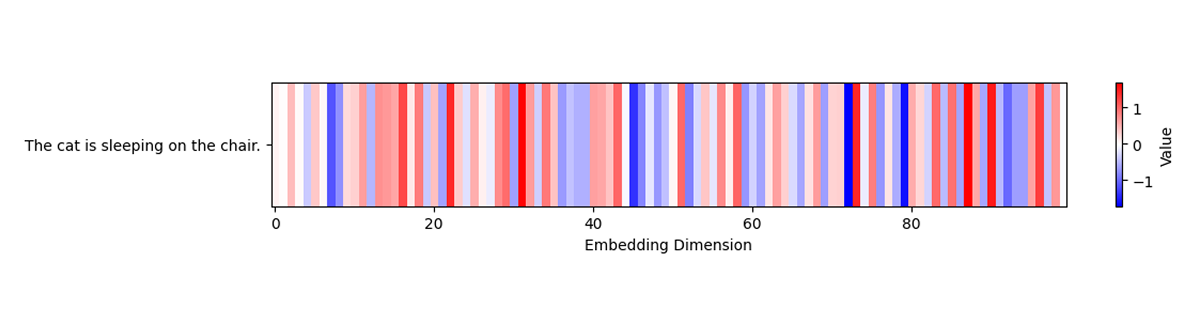 The cat is sleeping on the chair.
0 20 40 60 80
Embedding Dimension
1
0
−1
Value